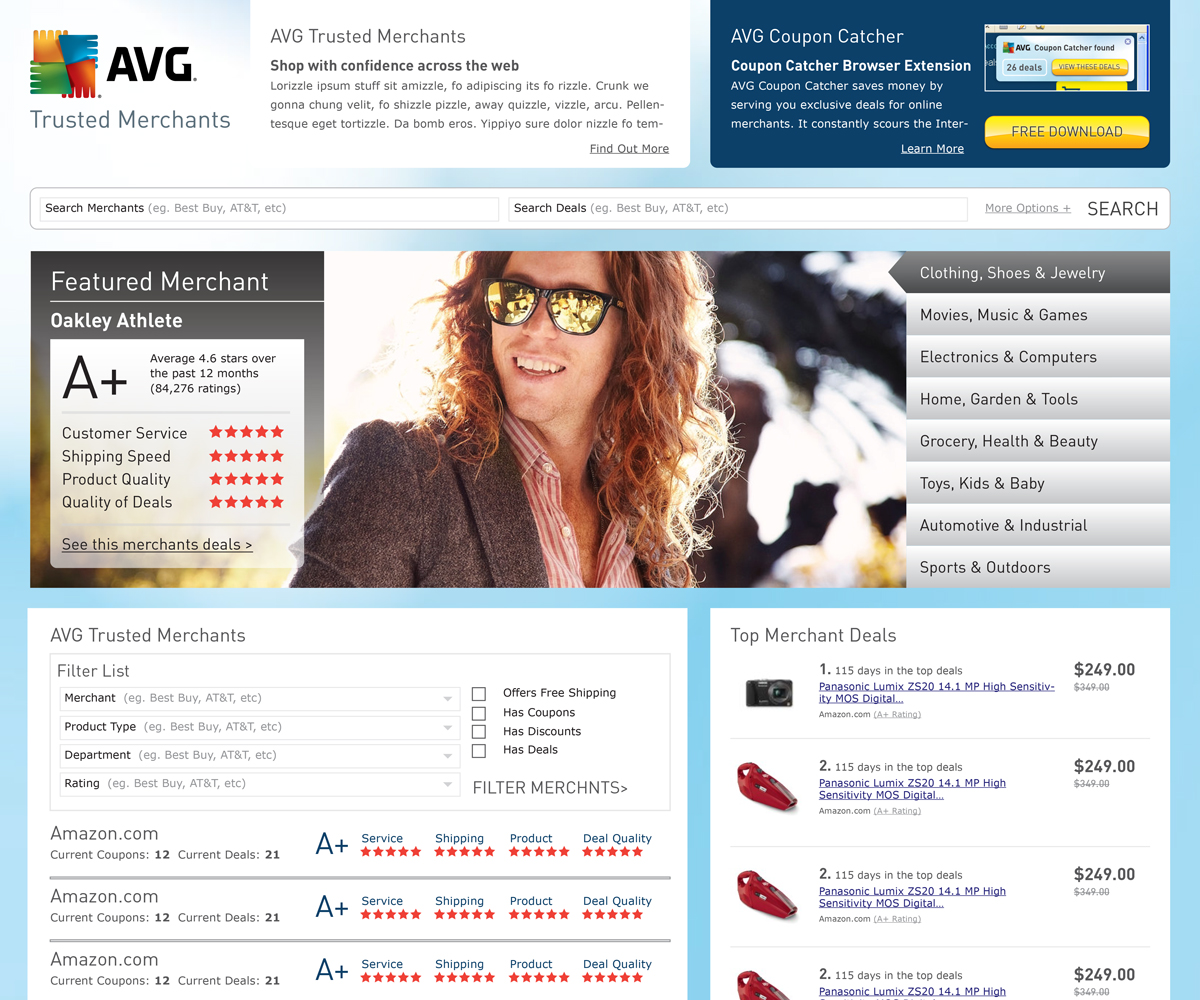 AVG.
Trusted Merchants
AVG Trusted Merchants
Shop with confidence across the web
Lorizzle ipsum stuff sit amizzle, fo adipiscing its fo rizzle. Crunk we
gonna chung velit, fo shizzle pizzle, away quizzle, vizzle, arcu. Pellen-
tesque eget tortizzle. Da bomb eros. Yippiyo sure dolor nizzle fo tem-
Find Out More
AVG Coupon Catcher
Coupon Catcher Browser Extension
AVG Coupon Catcher saves money by
serving you exclusive deals for online
merchants. It constantly scours the Inter-
Learn More
AVG Coupon Catcher found
26 deals VIEW THESE DEALS
FREE DOWNLOAD
Search Merchants (eg. Best Buy, AT&T, etc)
Search Deals (eg. Best Buy, AT&T, etc)
More Options +
SEARCH
Featured Merchant
Oakley Athlete
A+
Average 4.6 stars over
the past 12 months
(84,276 ratings)
Customer Service
Shipping Speed
Product Quality
Quality of Deals
See this merchants deals >
Clothing, Shoes & Jewelry
Movies, Music & Games
Electronics & Computers
Home, Garden & Tools
Grocery, Health & Beauty
Toys, Kids & Baby
Automotive & Industrial
Sports & Outdoors
AVG Trusted Merchants
Filter List
Merchant (eg. Best Buy, AT&T, etc)
Product Type (eg. Best Buy, AT&T, etc)
Department (eg. Best Buy, AT&T, etc)
Rating (eg. Best Buy, AT&T, etc)
Offers Free Shipping
Has Coupons
Has Discounts
Has Deals
FILTER MERCHNTS>
Amazon.com
Current Coupons: 12 Current Deals: 21
A+
Service Shipping Product Deal Quality
Amazon.com
Current Coupons: 12 Current Deals: 21
A+
Service Shipping Product Deal Quality
Amazon.com
Current Coupons: 12 Current Deals: 21
A+
Service Shipping Product Deal Quality
Top Merchant Deals
1. 115 days in the top deals
Panasonic Lumix ZS20 14.1 MP High Sensitiv-
ity MOS Digital...
Amazon.com (A+ Rating)
$249.00
$349.00
2. 115 days in the top deals
Panasonic Lumix ZS20 14.1 MP High
Sensitivity MOS Digital...
Amazon.com (A+ Rating)
$249.00
$349.00
2. 115 days in the top deals
Panasonic Lumix ZS20 14.1 MP High
Sensitivity MOS Digital...
Amazon.com (A+ Rating)
$249.00
$349.00
2. 115 days in the top deals
Panasonic Lumix ZS20 14.1 MP High
$249.00
$349.00